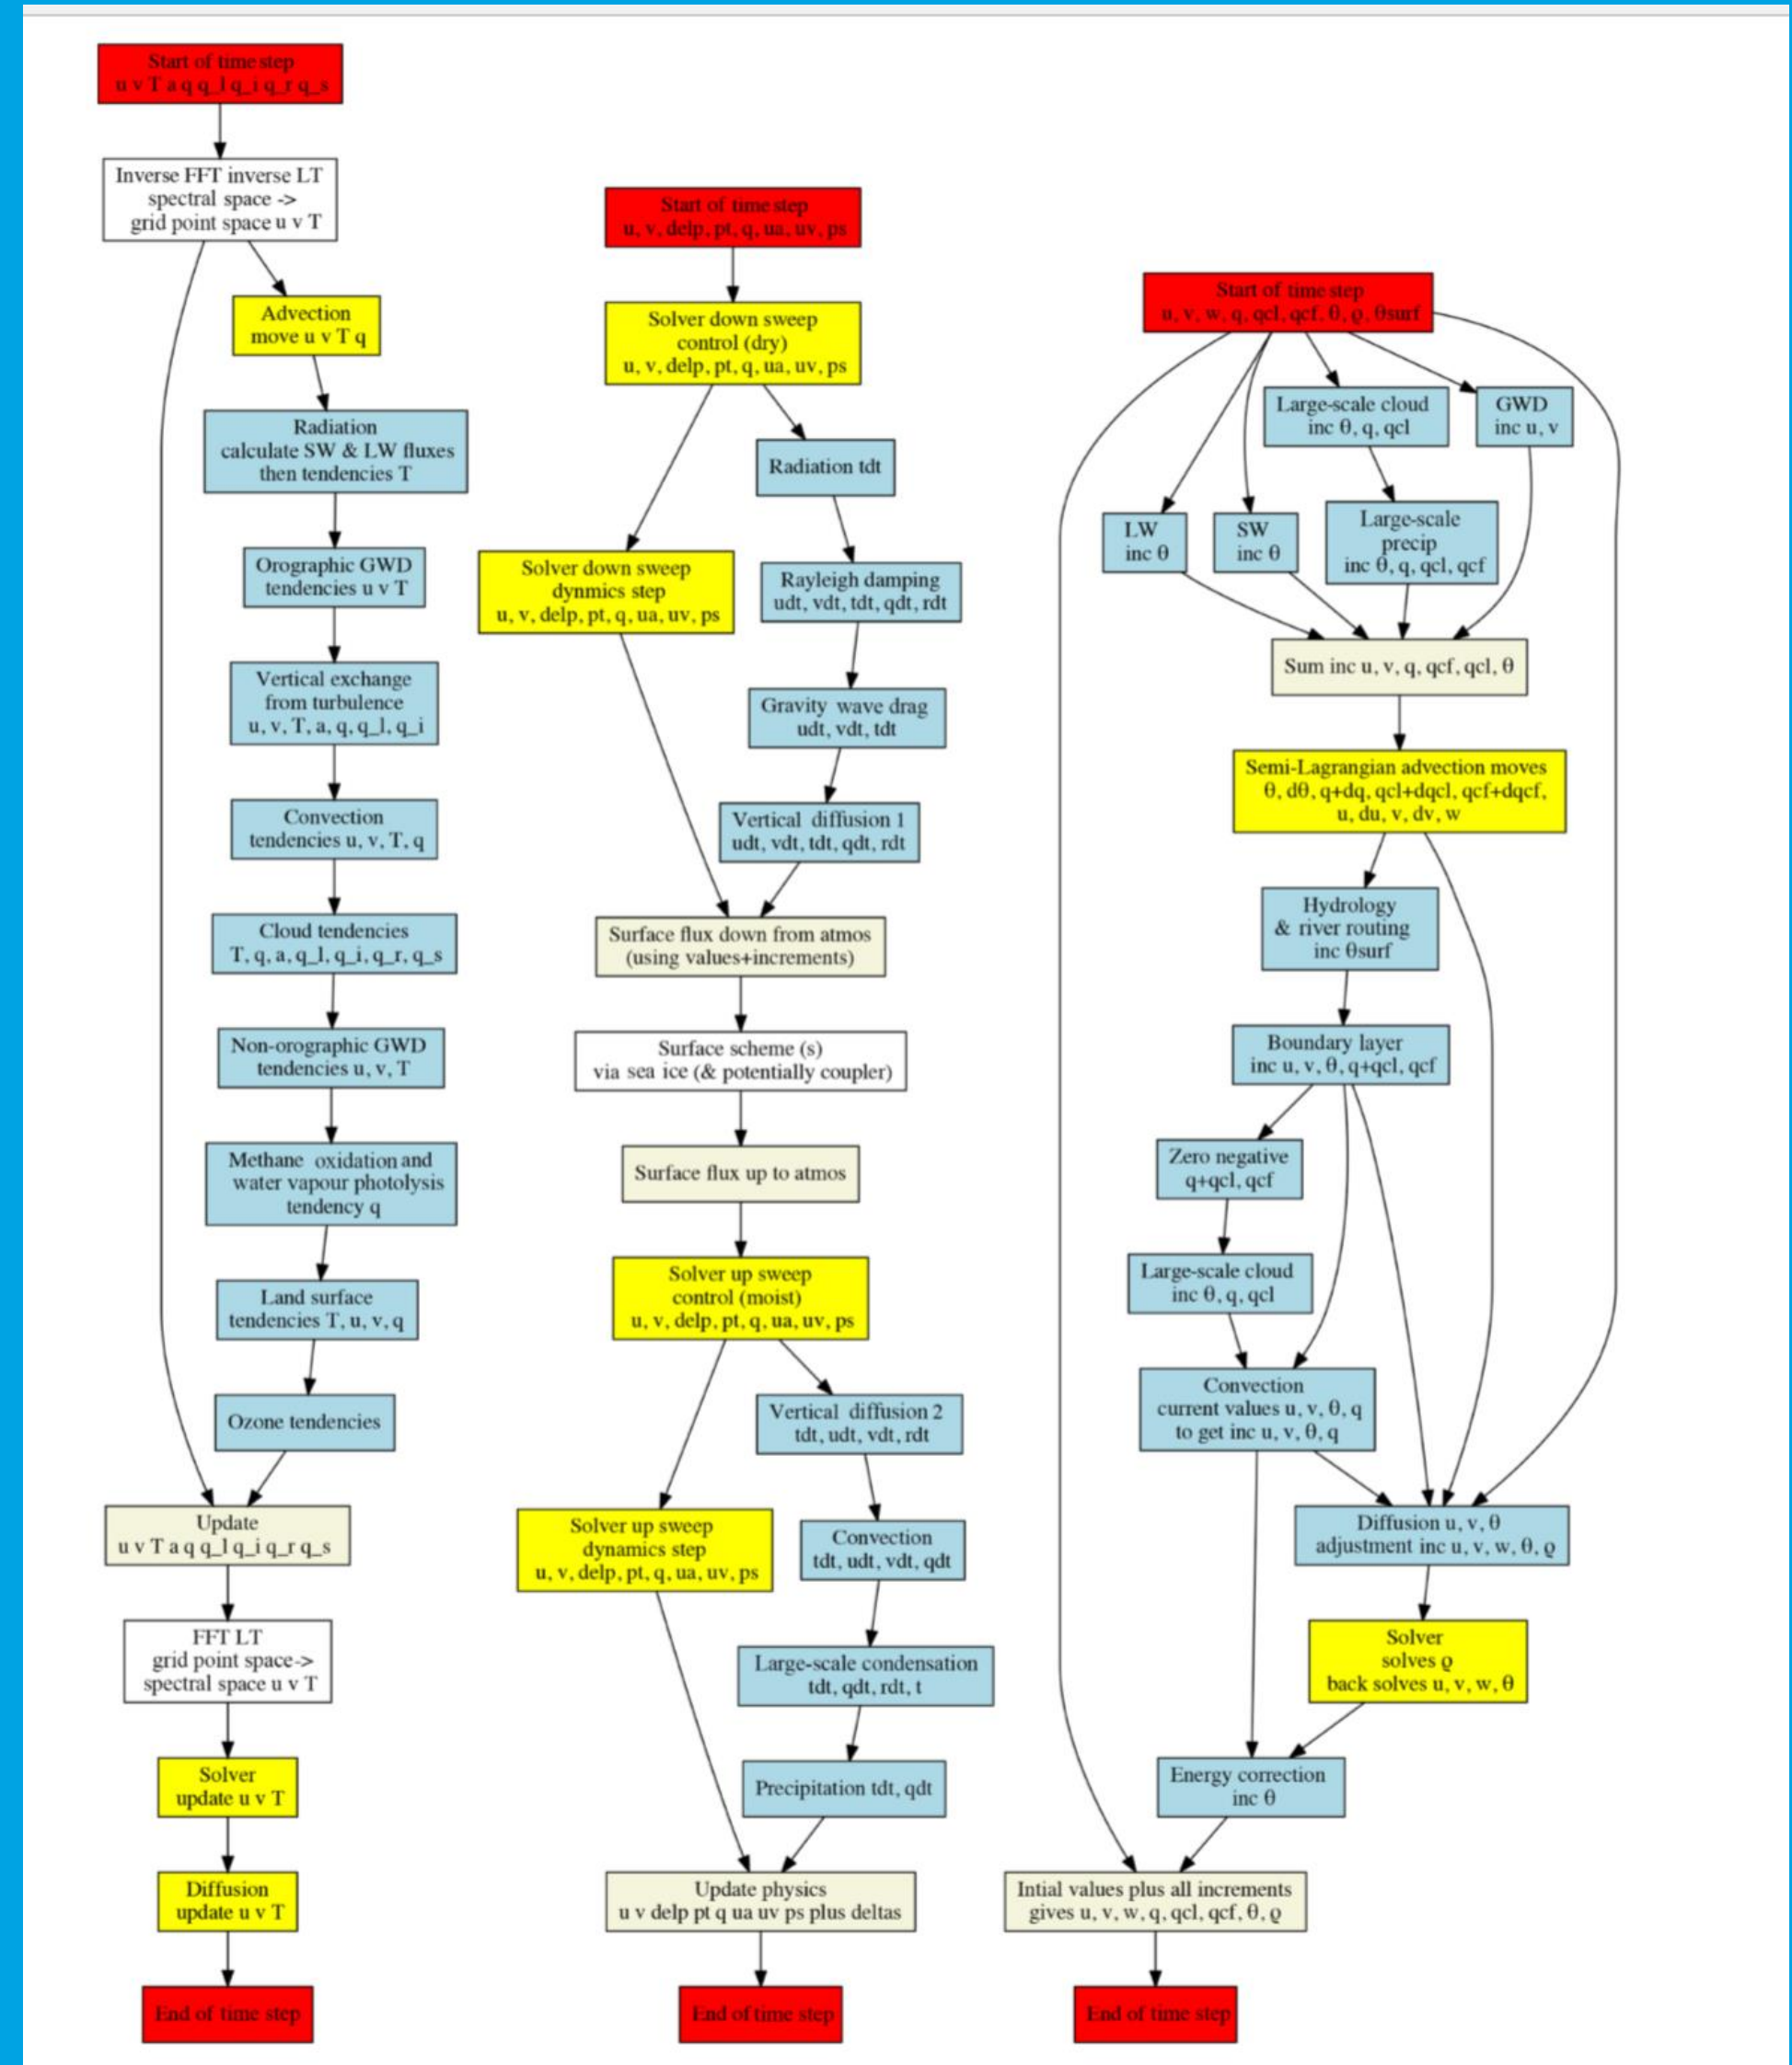 Start of time step
u v T a q q_l q_i q_r q_s
Inverse FFT inverse LT
spectral space ->
grid point space u v T
Advection
move u v T q
Radiation
calculate SW & LW fluxes
then tendencies T
Orographic GWD
tendencies u v T
Vertical exchange
from turbulence
u, v, T, a, q, q_l, q_i
Convection
tendencies u, v, T, q
Cloud tendencies
T, q, a, q_l, q_i, q_r, q_s
Non-orographic GWD
tendencies u, v, T
Methane oxidation and
water vapour photolysis
tendency q
Land surface
tendencies T, u, v, q
Ozone tendencies
Update
u v T a q q_l q_i q_r q_s
FFT LT
grid point space->
spectral space u v T
Solver
update u v T
Diffusion
update u v T
End of time step
Start of time step
u, v, delp, pt, q, ua, uv, ps
Solver down sweep
control (dry)
u, v, delp, pt, q, ua, uv, ps
Radiation tdt
Solver down sweep
dynmics step
u, v, delp, pt, q, ua, uv, ps
Rayleigh damping
udt, vdt, tdt, qdt, rdt
Gravity wave drag
udt, vdt, tdt
Vertical diffusion 1
udt, vdt, tdt, qdt, rdt
Surface flux down from atmos
(using values+increments)
Surface scheme (s)
via sea ice (& potentially coupler)
Surface flux up to atmos
Solver up sweep
control (moist)
u, v, delp, pt, q, ua, uv, ps
Vertical diffusion 2
tdt, udt, vdt, rdt
Solver up sweep
dynamics step
u, v, delp, pt, q, ua, uv, ps
Convection
tdt, udt, vdt, qdt
Large-scale condensation
tdt, qdt, rdt, t
Precipitation tdt, qdt
Update physics
u v delp pt q ua uv ps plus deltas
End of time step
Start of time step
u, v, w, q, qcl, qcf, θ, ϱ, θsurf
Large-scale cloud
inc θ, q, qcl
GWD
inc u, v
LW
inc θ
SW
inc θ
Large-scale
precip
inc θ, q, qcl, qcf
Sum inc u, v, q, qcf, qcl, θ
Semi-Lagrangian advection moves
θ, dθ, q+dq, qcl+dqcl, qcf+dqcf,
u, du, v, dv, w
Hydrology
& river routing
inc θsurf
Boundary layer
inc u, v, θ, q+qcl, qcf
Zero negative
q+qcl, qcf
Large-scale cloud
inc θ, q, qcl
Convection
current values u, v, θ, q
to get inc u, v, θ, q
Diffusion u, v, θ
adjustment inc u, v, w, θ, ϱ
Solver
solves ϱ
back solves u, v, w, θ
Energy correction
inc θ
Intial values plus all increments
gives u, v, w, q, qcl, qcf, θ, ϱ
End of time step